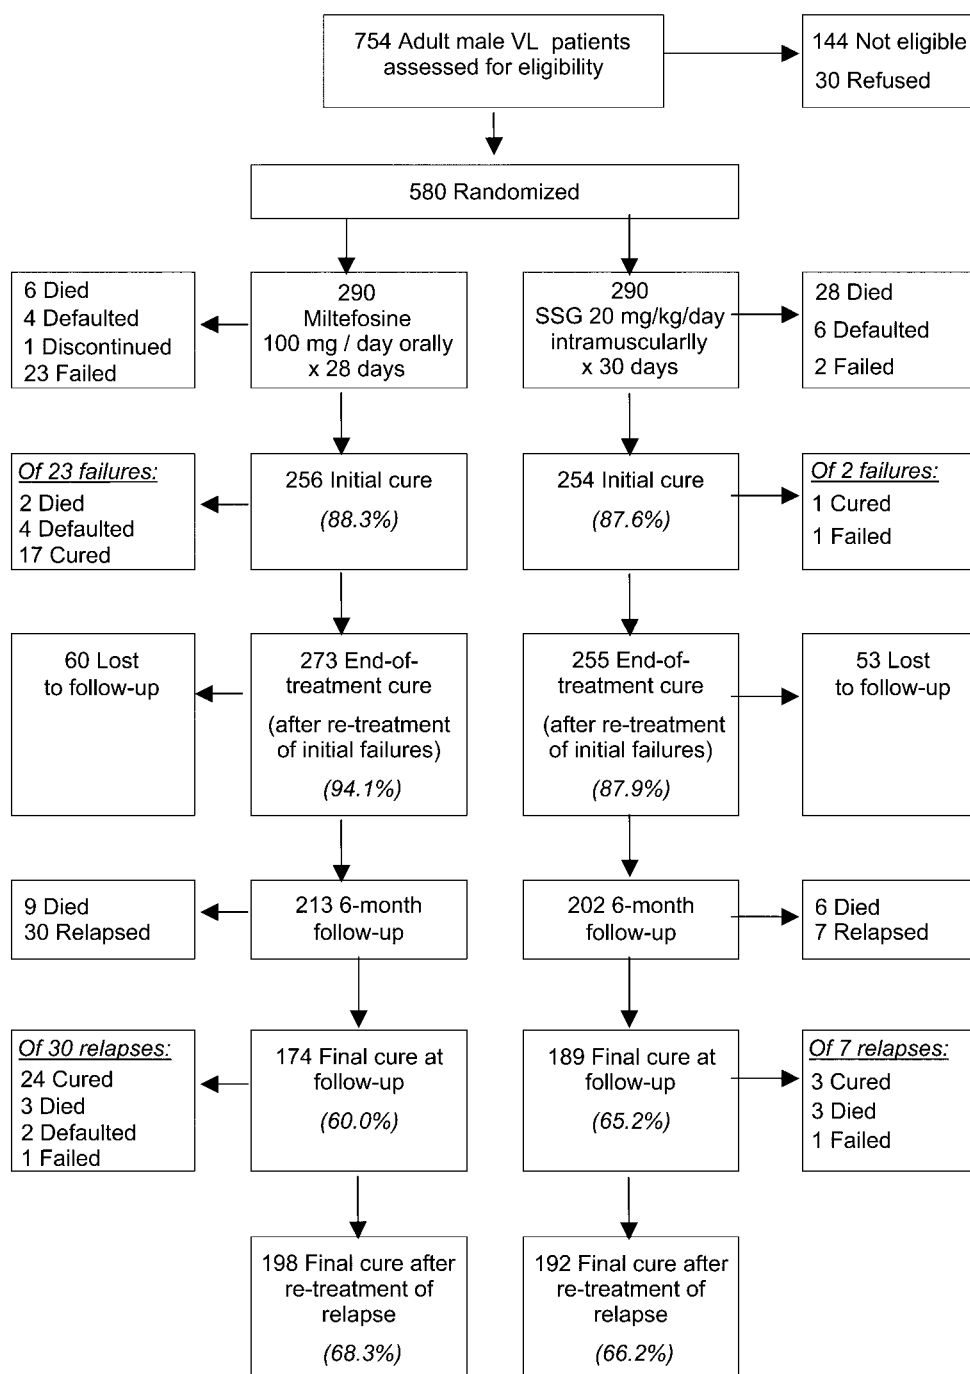 754 Adult male VL patients
assessed for eligibility
144 Not eligible
30 Refused
580 Randomized
6 Died
4 Defaulted
1 Discontinued
23 Failed
290
Miltefosine
100 mg / day orally
x 28 days
290
SSG 20 mg/kg/day
intramuscularlly
x 30 days
28 Died
6 Defaulted
2 Failed
Of 23 failures:
2 Died
4 Defaulted
17 Cured
256 Initial cure
(88.3%)
254 Initial cure
(87.6%)
Of 2 failures:
1 Cured
1 Failed
60 Lost
to follow-up
273 End-of-
treatment cure
(after re-treatment
of initial failures)
(94.1%)
255 End-of-
treatment cure
(after re-treatment
of initial failures)
(87.9%)
53 Lost
to follow-up
9 Died
30 Relapsed
213 6-month
follow-up
202 6-month
follow-up
6 Died
7 Relapsed
Of 30 relapses:
24 Cured
3 Died
2 Defaulted
1 Failed
174 Final cure at
follow-up
(60.0%)
189 Final cure at
follow-up
(65.2%)
Of 7 relapses:
3 Cured
3 Died
1 Failed
198 Final cure after
re-treatment of
relapse
(68.3%)
192 Final cure after
re-treatment of
relapse
(66.2%)